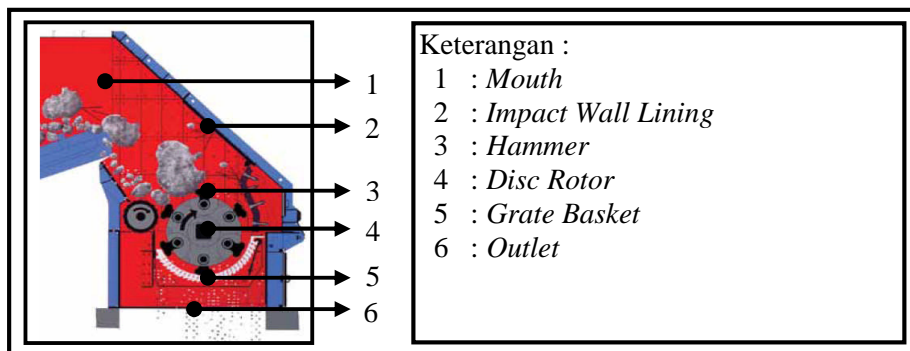 1
2
3
4
5
6
Keterangan :
1 : Mouth
2 : Impact Wall Lining
3 : Hammer
4 : Disc Rotor
5 : Grate Basket
6 : Outlet